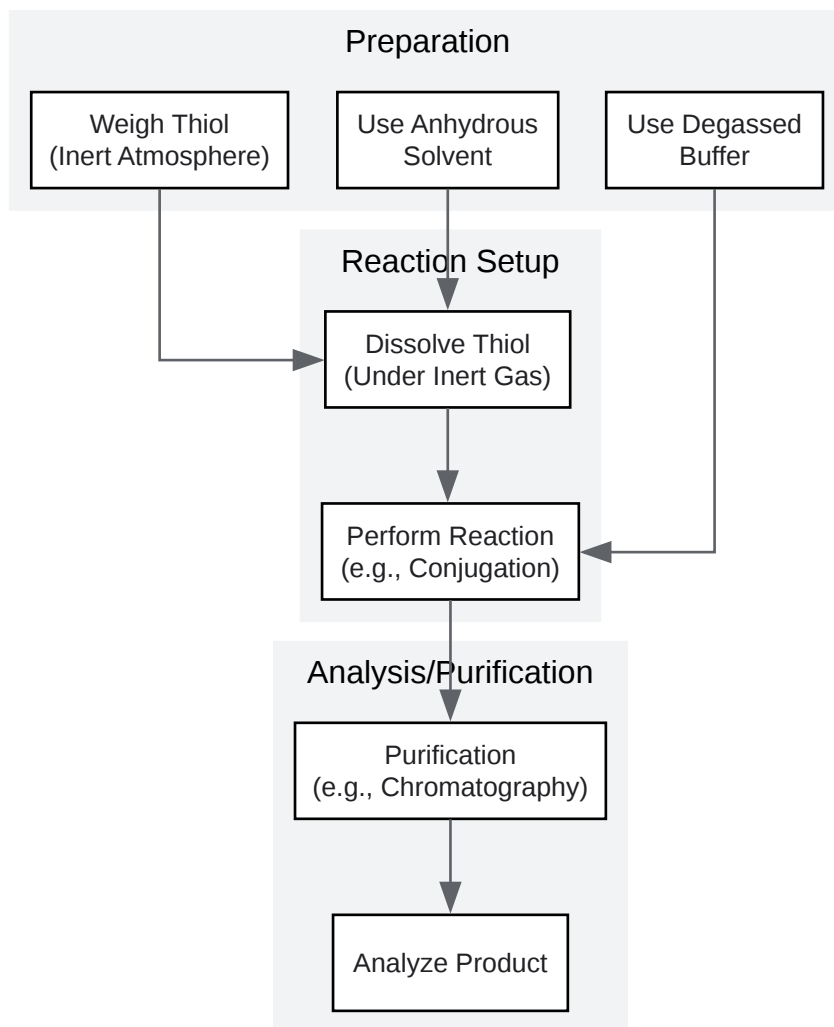 Preparation
Weigh Thiol
(Inert Atmosphere)
Use Anhydrous
Solvent
Use Degassed
Buffer
Reaction Setup
Dissolve Thiol
(Under Inert Gas)
Perform Reaction
(e.g., Conjugation)
Analysis/Purification
Purification
(e.g., Chromatography)
Analyze Product